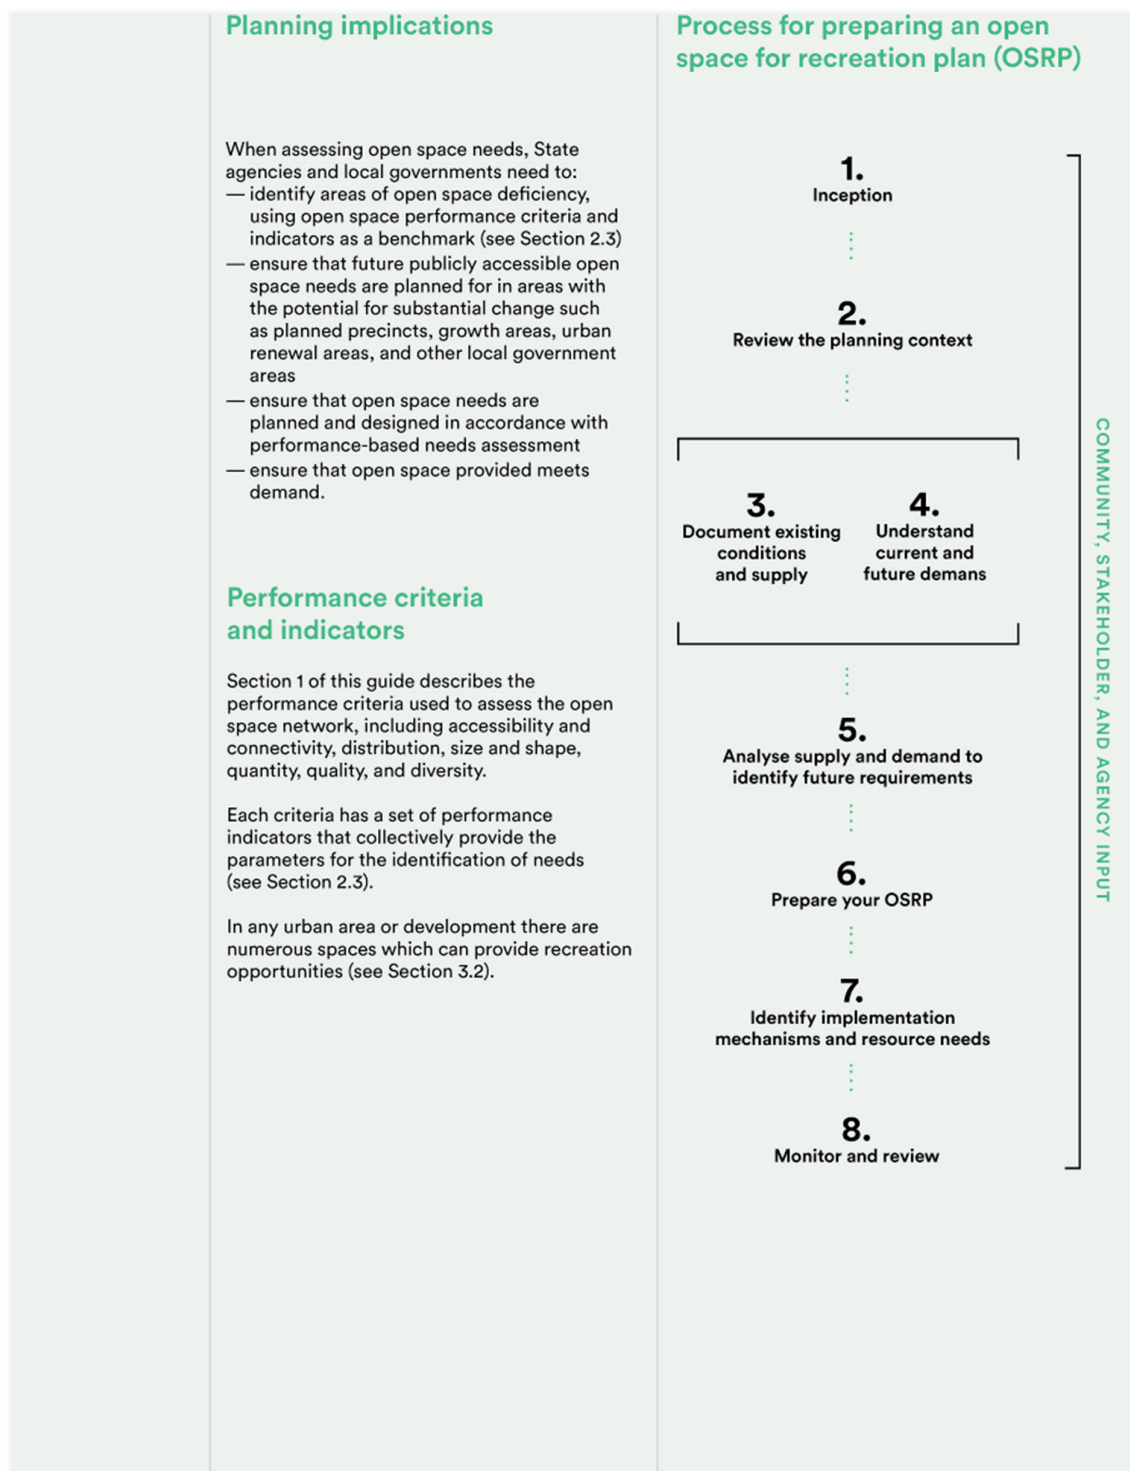 Planning implications
When assessing open space needs, State
agencies and local governments need to:
— identify areas of open space deficiency,
using open space performance criteria and
indicators as a benchmark (see Section 2.3)
— ensure that future publicly accessible open
space needs are planned for in areas with
the potential for substantial change such
as planned precincts, growth areas, urban
renewal areas, and other local government
areas
— ensure that open space needs are
planned and designed in accordance with
performance-based needs assessment
— ensure that open space provided meets
demand.
Performance criteria
and indicators
Section 1 of this guide describes the
performance criteria used to assess the open
space network, including accessibility and
connectivity, distribution, size and shape,
quantity, quality, and diversity.
Each criteria has a set of performance
indicators that collectively provide the
parameters for the identification of needs
(see Section 2.3).
In any urban area or development there are
numerous spaces which can provide recreation
opportunities (see Section 3.2).
Process for preparing an open
space for recreation plan (OSRP)
1.
Inception
2.
Review the planning context
3.
Document existing
conditions
and supply
4.
Understand
current and
future demans
5.
Analyse supply and demand to
identify future requirements
6.
Prepare your OSRP
7.
Identify implementation
mechanisms and resource needs
8.
Monitor and review
COMMUNITY, STAKEHOLDER, AND AGENCY INPUT